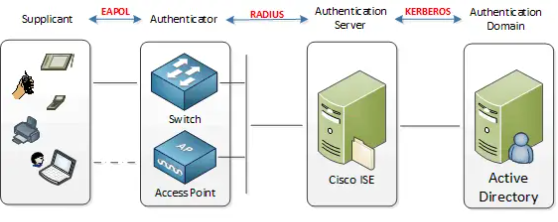 Supplicant
EAPOL
Authenticator
RADIUS
Authentication
Server
KERBEROS
Authentication
Domain
Switch
AP
Access Point
Cisco ISE
Active
Directory